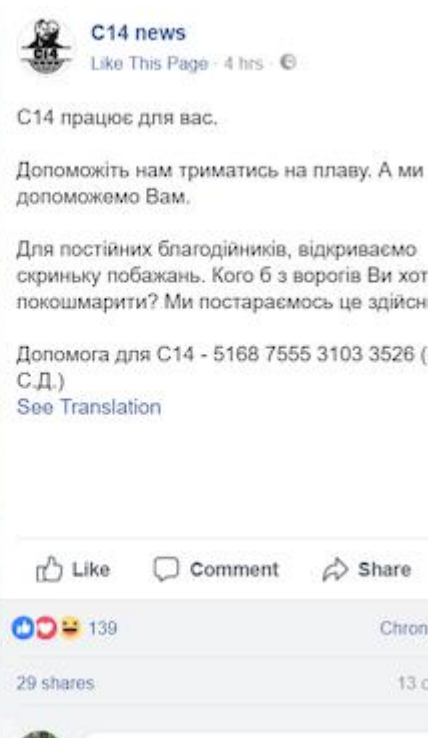 C14 news
Like This Page · 4 hrs ·
С14 працює для вас.
Допоможіть нам триматись на плаву. А ми
допоможемо Вам.
Для постійних благодійників, відкриваємо
скриньку побажань. Кого б з ворогів Ви хот
покошмарити? Ми постараємось це здійсн
Допомога для С14 - 5168 7555 3103 3526 (
С.Д.)
See Translation
Like Comment Share
139 Chron
29 shares 13 c